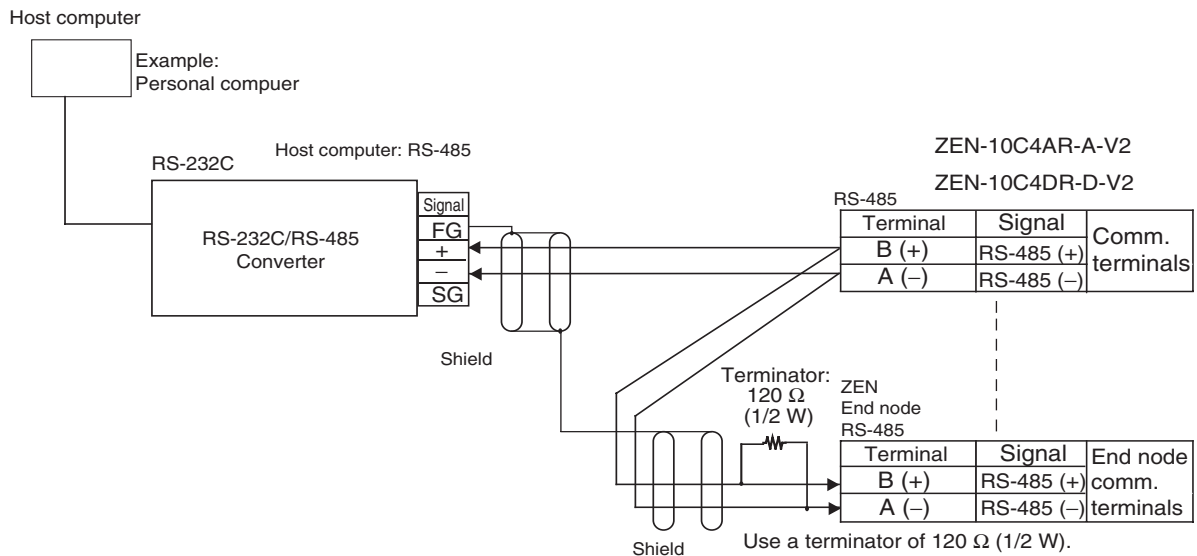 Host computer
Example:
Personal compuer
RS-232C
Host computer: RS-485
RS-232C/RS-485
Converter
Signal
FG
+
−
SG
Shield
ZEN-10C4AR-A-V2
ZEN-10C4DR-D-V2
RS-485
Terminal Signal Comm. terminals
B (+) RS-485 (+)
A (−) RS-485 (−)
Terminator:
120 Ω
(1/2 W)
ZEN
End node
RS-485
Terminal Signal End node comm. terminals
B (+) RS-485 (+)
A (−) RS-485 (−)
Shield
Use a terminator of 120 Ω (1/2 W).